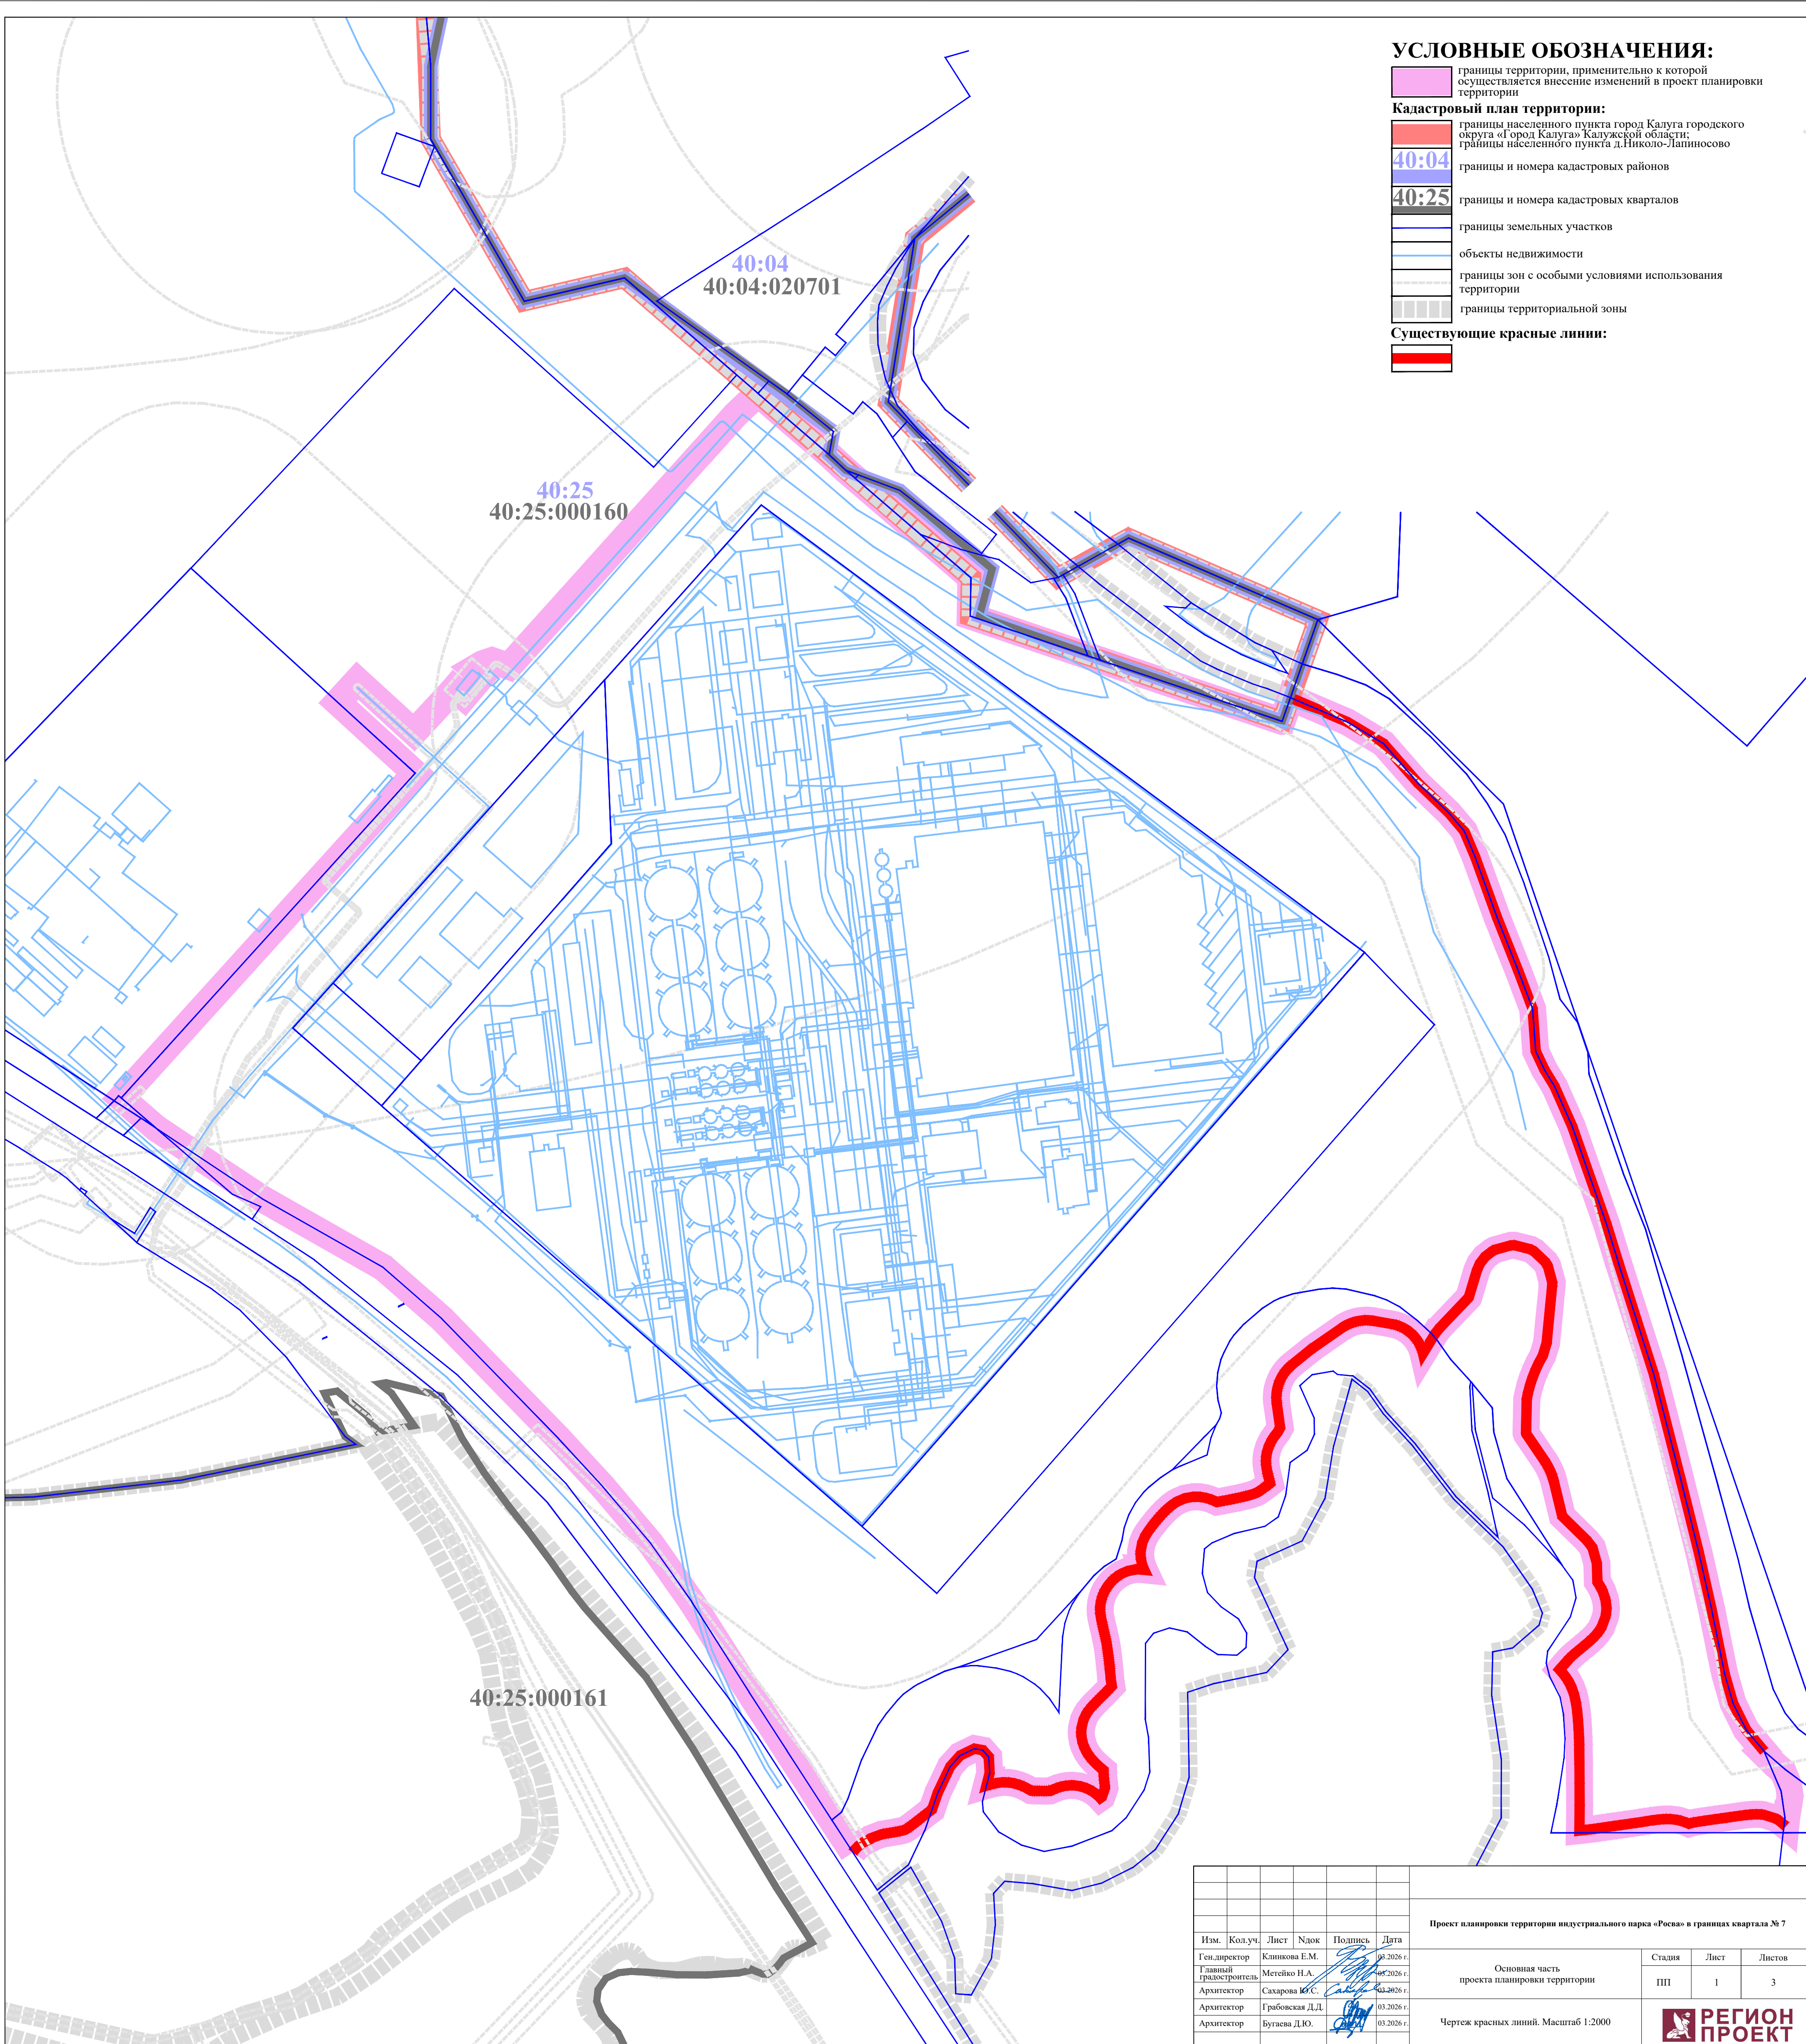 УСЛОВНЫЕ ОБОЗНАЧЕНИЯ:
границы территории, применительно к которой
осуществляется внесение изменений в проект планировки
территории
Кадастровый план территории:
границы населенного пункта город Калуга городского
округа «Город Калуга» Калужской области;
границы населенного пункта д.Николо-Лапиносово
40:04
границы и номера кадастровых районов
40:25
границы и номера кадастровых кварталов
границы земельных участков
объекты недвижимости
границы зон с особыми условиями использования
территории
границы территориальной зоны
Существующие красные линии:
40:04
40:04:020701
40:25
40:25:000160
40:25:000161
Проект планировки территории индустриального парка «Росва» в границах квартала № 7
Изм. Кол.уч. Лист Nдок Подпись Дата
Ген.директор Клинкова Е.М. 03.2026 г.
Главный
градостроитель Метейко Н.А. 03.2026 г.
Архитектор Сахарова Ю.С. 03.2026 г.
Архитектор Грабовская Д.Д. 03.2026 г.
Архитектор Бугаева Д.Ю. 03.2026 г.
Основная часть
проекта планировки территории
Стадия Лист Листов
ПП 1 3
Чертеж красных линий. Масштаб 1:2000
РЕГИОН
ПРОЕКТ